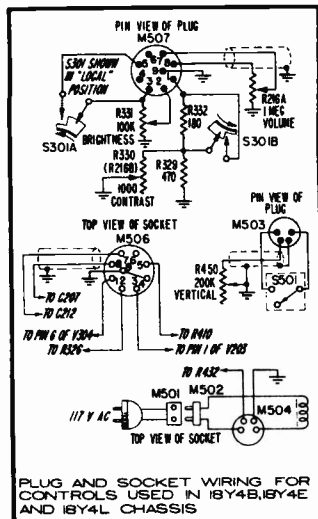 PIN VIEW OF PLUG
M507
S301 SHOWN
IN "LOCAL"
POSITION
S301A
R331
100K
BRIGHTNESS
R330
(R216B)
1000
CONTRAST
R332
180
R329
470
S301B
R216A
1 MEG
VOLUME
TOP VIEW OF SOCKET
M506
TO C207
TO C212
TO PIN 6 OF V304
TO R326
TO R410
TO PIN 1 OF V203
PIN VIEW OF
PLUG
M503
R450
200K
VERTICAL
S501
TO R432
M501
M502
M504
117 V AC
TOP VIEW OF SOCKET
PLUG AND SOCKET WIRING FOR
CONTROLS USED IN 18Y4B,18Y4E
AND 18Y4L CHASSIS